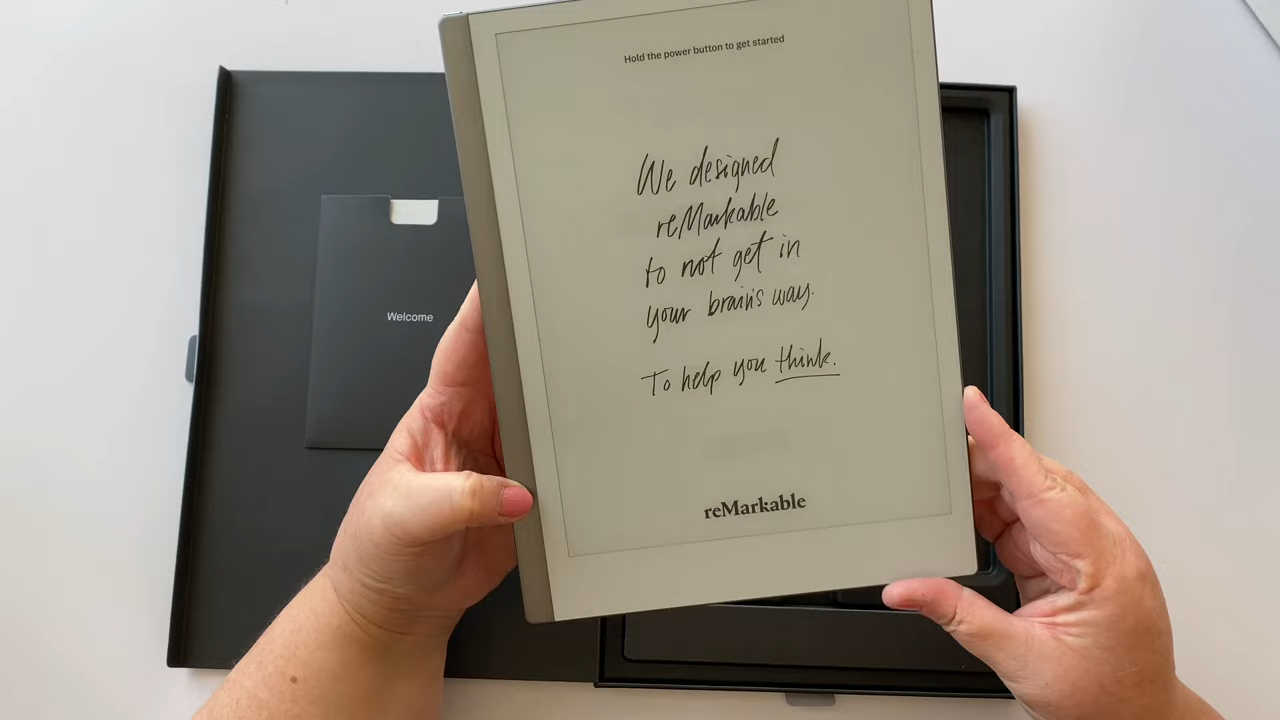 Hold the power button to get started
We designed
reMarkable
to not get in
your brain's way.
To help you think.
reMarkable
Welcome